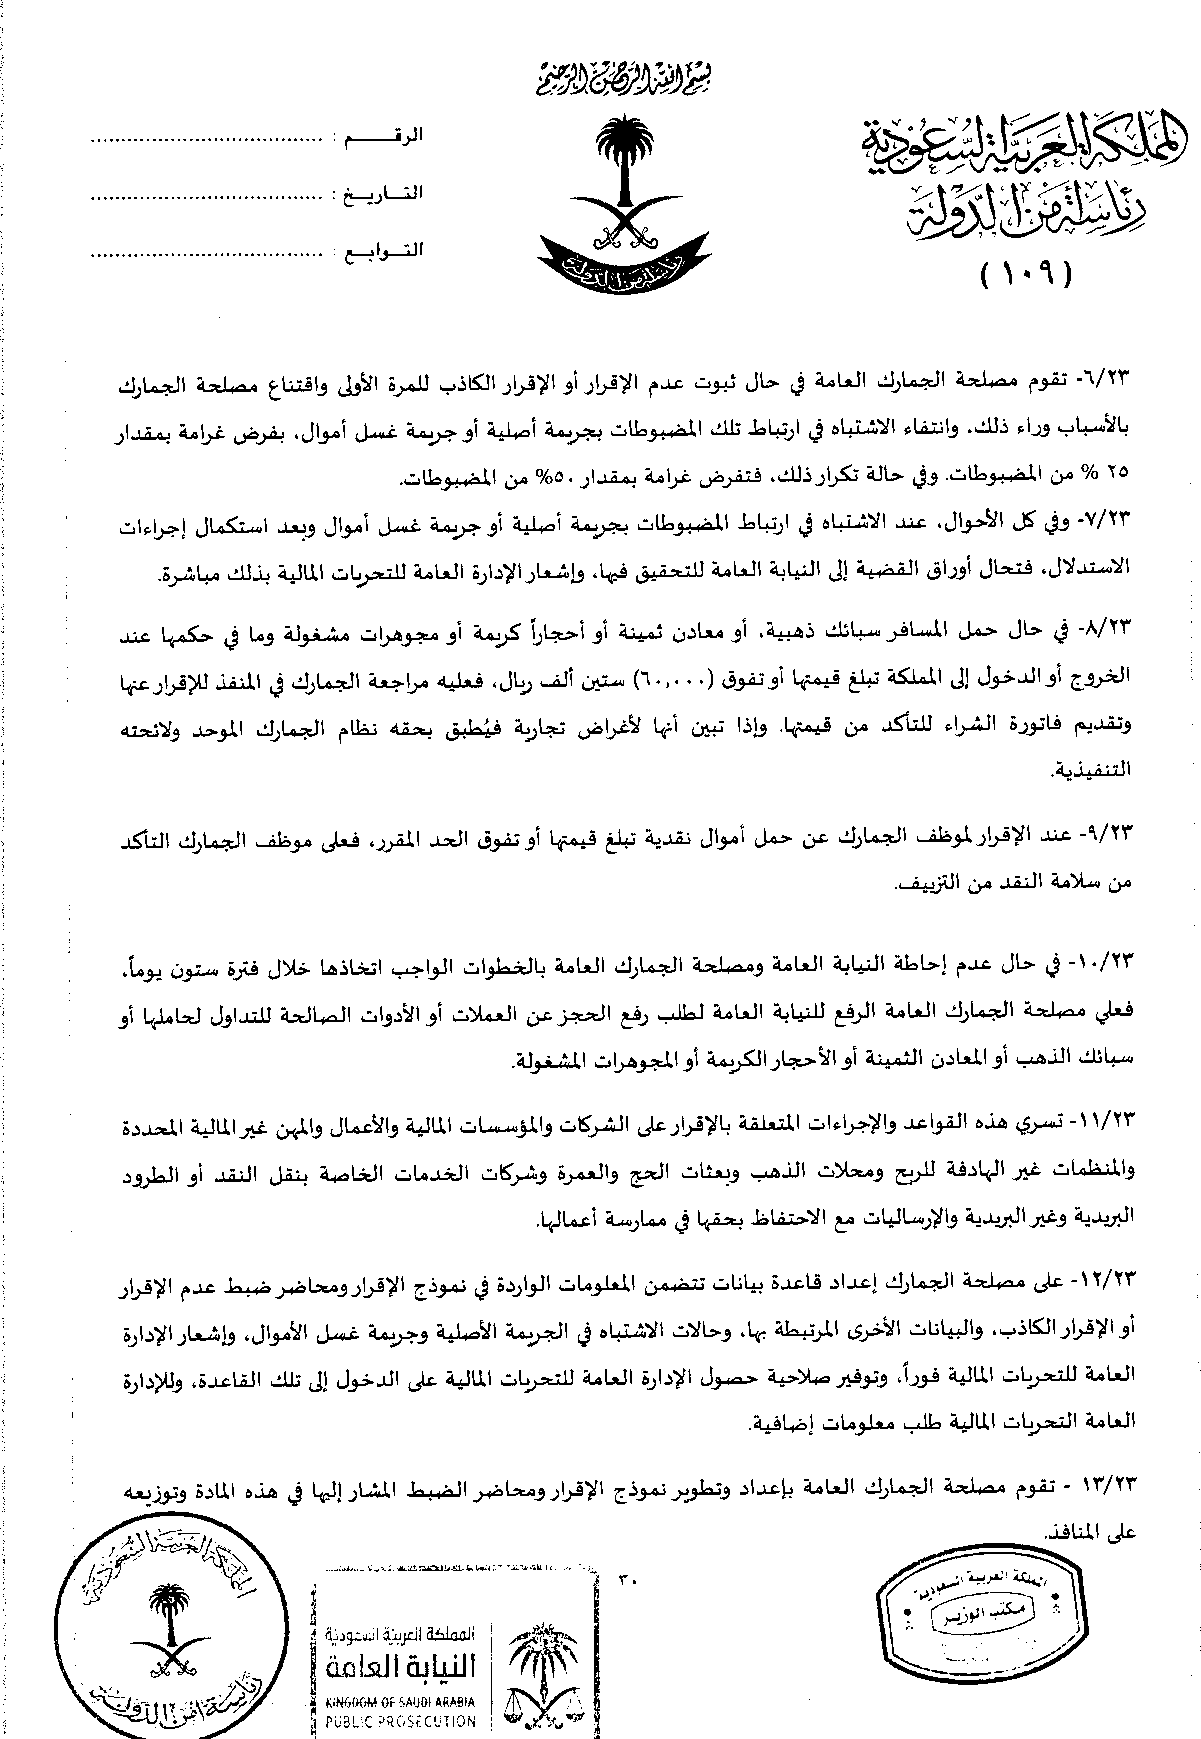 بسم الله الرحمن الرحيم
المملكة العربية السعودية
رئاسة أمن الدولة
(١٠٩)
الرقـــــم : ..................................
التـــاريــخ : ..................................
التـــوابــع : ..................................
رئاسة أمن الدولة
٦/٢٣- تقوم مصلحة الجمارك العامة في حال ثبوت عدم الإقرار أو الإقرار الكاذب للمرة الأولى واقتناع مصلحة الجمارك
بالأسباب وراء ذلك، وانتفاء الاشتباه في ارتباط تلك المضبوطات بجريمة أصلية أو جريمة غسل أموال، بفرض غرامة بمقدار
٢٥ % من المضبوطات. وفي حالة تكرار ذلك، فتفرض غرامة بمقدار ٥٠% من المضبوطات.
٧/٢٣- وفي كل الأحوال، عند الاشتباه في ارتباط المضبوطات بجريمة أصلية أو جريمة غسل أموال وبعد استكمال إجراءات
الاستدلال، فتحال أوراق القضية إلى النيابة العامة للتحقيق فيها، وإشعار الإدارة العامة للتحريات المالية بذلك مباشرة.
٨/٢٣- في حال حمل المسافر سبائك ذهبية، أو معادن ثمينة أو أحجاراً كريمة أو مجوهرات مشغولة وما في حكمها عند
الخروج أو الدخول إلى المملكة تبلغ قيمتها أو تفوق (٦٠,٠٠٠) ستين ألف ريال، فعليه مراجعة الجمارك في المنفذ للإقرار عنها
وتقديم فاتورة الشراء للتأكد من قيمتها. وإذا تبين أنها لأغراض تجارية فيُطبق بحقه نظام الجمارك الموحد ولائحته
التنفيذية.
٩/٢٣- عند الإقرار لموظف الجمارك عن حمل أموال نقدية تبلغ قيمتها أو تفوق الحد المقرر، فعلى موظف الجمارك التأكد
من سلامة النقد من التزييف.
١٠/٢٣- في حال عدم إحاطة النيابة العامة ومصلحة الجمارك العامة بالخطوات الواجب اتخاذها خلال فترة ستون يوماً،
فعلي مصلحة الجمارك العامة الرفع للنيابة العامة لطلب رفع الحجز عن العملات أو الأدوات الصالحة للتداول لحاملها أو
سبائك الذهب أو المعادن الثمينة أو الأحجار الكريمة أو المجوهرات المشغولة.
١١/٢٣- تسري هذه القواعد والإجراءات المتعلقة بالإقرار على الشركات والمؤسسات المالية والأعمال والمهن غير المالية المحددة
والمنظمات غير الهادفة للربح ومحلات الذهب وبعثات الحج والعمرة وشركات الخدمات الخاصة بنقل النقد أو الطرود
البريدية وغير البريدية والإرساليات مع الاحتفاظ بحقها في ممارسة أعمالها.
١٢/٢٣- على مصلحة الجمارك إعداد قاعدة بيانات تتضمن المعلومات الواردة في نموذج الإقرار ومحاضر ضبط عدم الإقرار
أو الإقرار الكاذب، والبيانات الأخرى المرتبطة بها، وحالات الاشتباه في الجريمة الأصلية وجريمة غسل الأموال، وإشعار الإدارة
العامة للتحريات المالية فوراً، وتوفير صلاحية حصول الإدارة العامة للتحريات المالية على الدخول إلى تلك القاعدة، وللإدارة
العامة التحريات المالية طلب معلومات إضافية.
١٣/٢٣ - تقوم مصلحة الجمارك العامة بإعداد وتطوير نموذج الإقرار ومحاضر الضبط المشار إليها في هذه المادة وتوزيعه
على المنافذ.
٣٠
المملكة العربية السعودية
مكتب الوزير
المملكة العربية السعودية
النيابة العامة
KINGDOM OF SAUDI ARABIA
PUBLIC PROSECUTION
المملكة العربية السعودية
رئاسة أمن الدولة